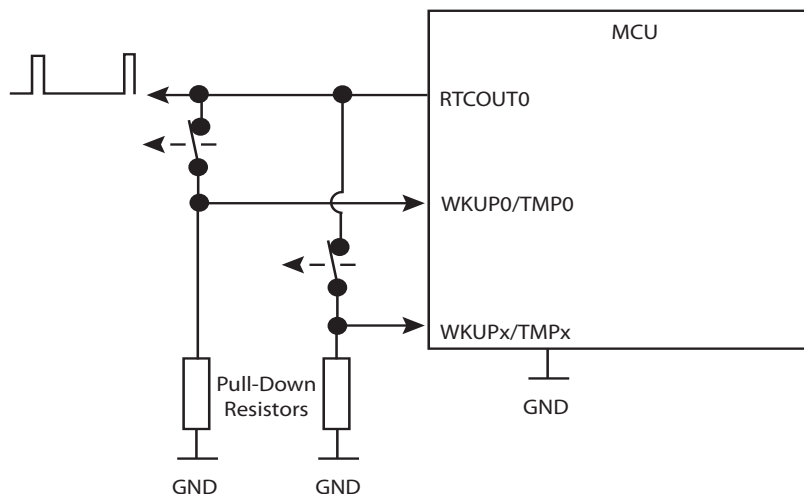 MCU
RTCOUT0
WKUP0/TMP0
WKUPx/TMPx
Pull-Down
Resistors
GND
GND
GND